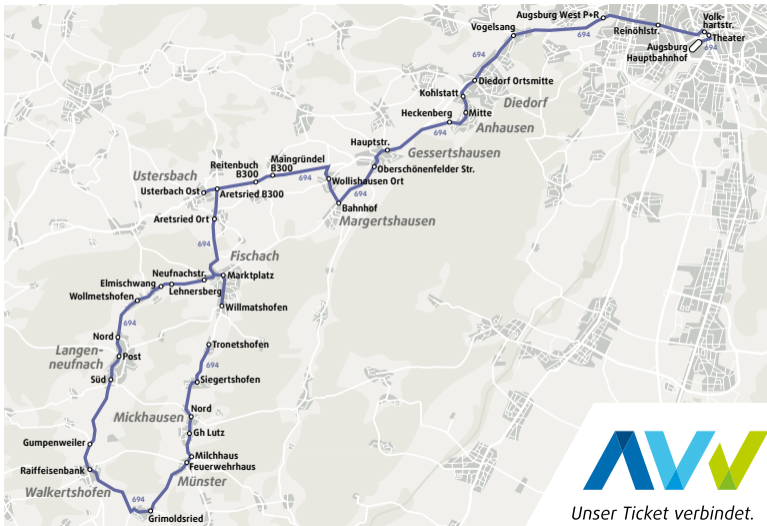 Augsburg West P+R
Volk-
hartstr.
Vogelsang
694
Reinöhlstr.
Theater
694
Augsburg
Hauptbahnhof
Diedorf Ortsmitte
Kohlstatt
Diedorf
Heckenberg
Mitte
694
Anhausen
Hauptstr.
Gessertshausen
Maingründel
B300
Reitenbuch
B300
694
Oberschönenfelder Str.
Ustersbach
Wollishausen Ort
Usterbach Ost
Aretsried B300
694
Bahnhof
Aretsried Ort
Margertshausen
694
Fischach
Neufnachstr.
Marktplatz
Elmischwang
Lehnersberg
Wollmetshofen
Willmatshofen
694
Nord
Tronetshofen
Langen-
neufnach
Post
694
Süd
Siegertshofen
Nord
Mickhausen
Gh Lutz
Gumpenweiler
Milchhaus
Feuerwehrhaus
Raiffeisenbank
Münster
Walkertshofen
694
Grimoldsried
AVV
Unser Ticket verbindet.